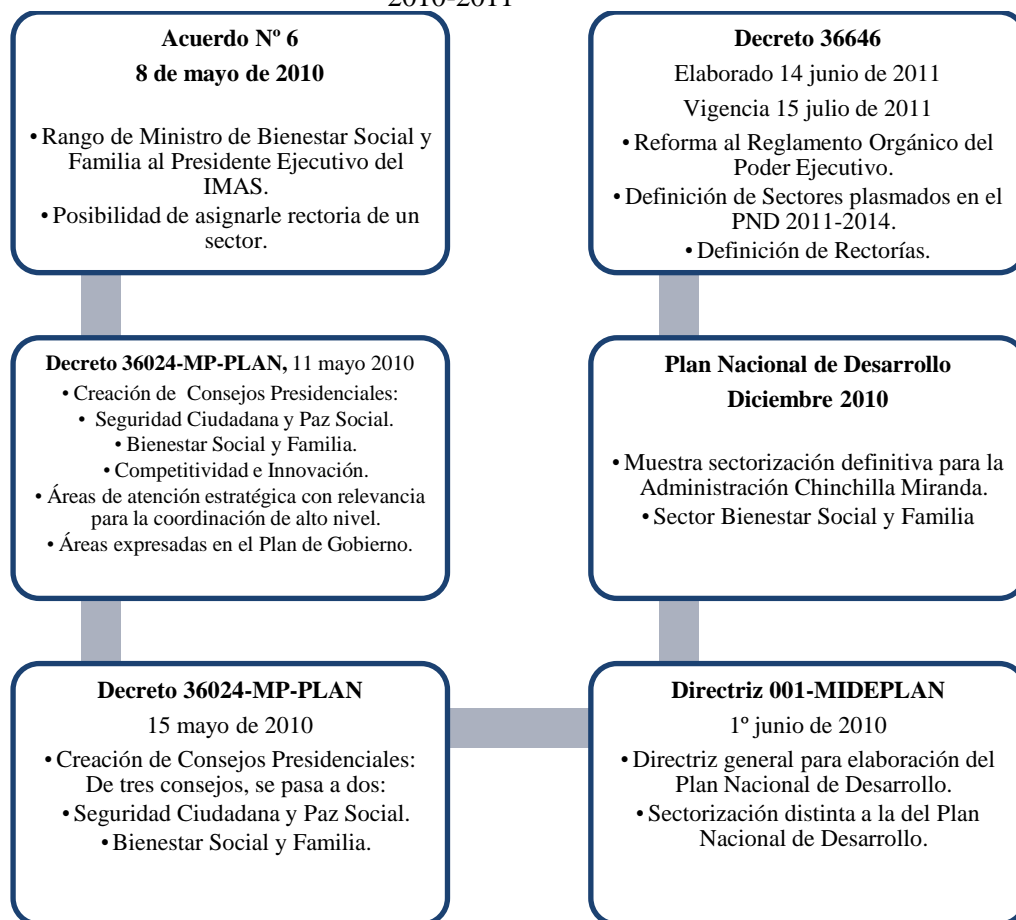 2010-2011
Acuerdo Nº 6
8 de mayo de 2010
• Rango de Ministro de Bienestar Social y
Familia al Presidente Ejecutivo del
IMAS.
• Posibilidad de asignarle rectoria de un
sector.
Decreto 36024-MP-PLAN, 11 mayo 2010
• Creación de Consejos Presidenciales:
• Seguridad Ciudadana y Paz Social.
• Bienestar Social y Familia.
• Competitividad e Innovación.
• Áreas de atención estratégica con relevancia
para la coordinación de alto nivel.
• Áreas expresadas en el Plan de Gobierno.
Decreto 36024-MP-PLAN
15 mayo de 2010
• Creación de Consejos Presidenciales:
De tres consejos, se pasa a dos:
• Seguridad Ciudadana y Paz Social.
• Bienestar Social y Familia.
Directriz 001-MIDEPLAN
1º junio de 2010
• Directriz general para elaboración del
Plan Nacional de Desarrollo.
• Sectorización distinta a la del Plan
Nacional de Desarrollo.
Plan Nacional de Desarrollo
Diciembre 2010
• Muestra sectorización definitiva para la
Administración Chinchilla Miranda.
• Sector Bienestar Social y Familia
Decreto 36646
Elaborado 14 junio de 2011
Vigencia 15 julio de 2011
• Reforma al Reglamento Orgánico del
Poder Ejecutivo.
• Definición de Sectores plasmados en el
PND 2011-2014.
• Definición de Rectorías.